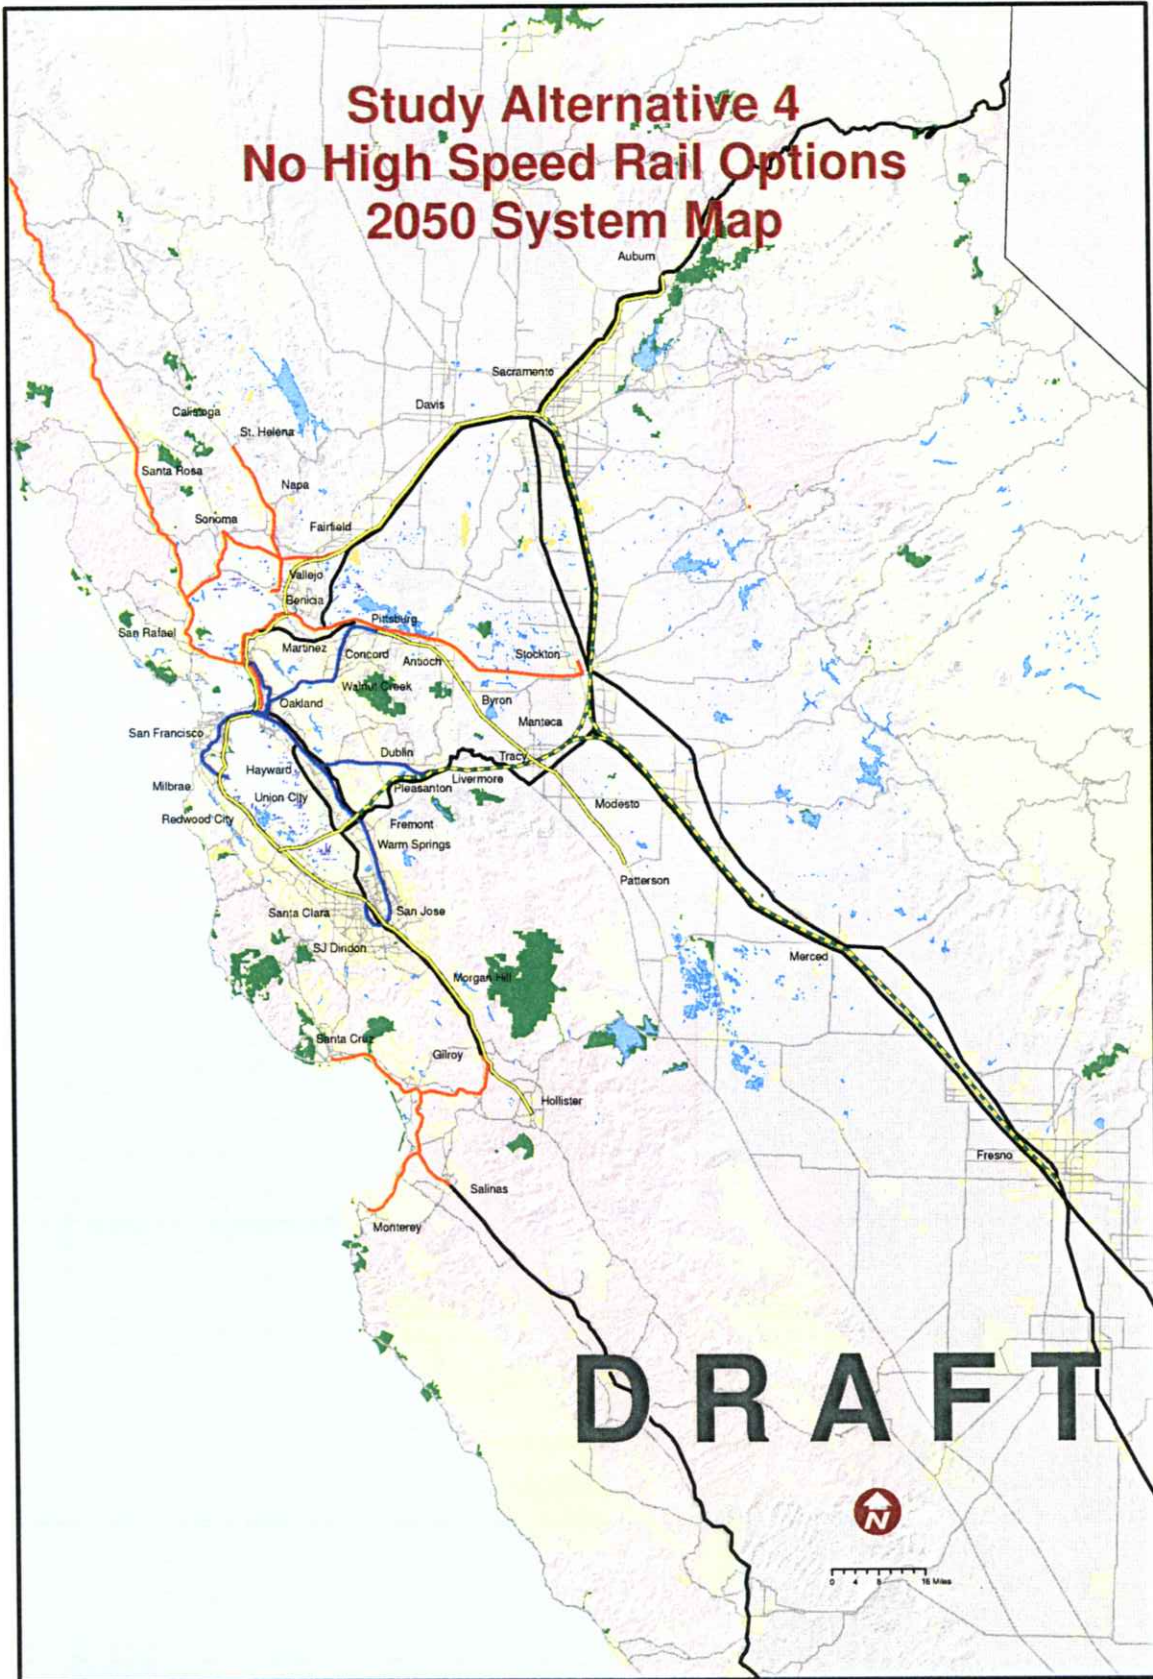 Study Alternative 4
No High Speed Rail Options
2050 System Map
Auburn
Sacramento
Davis
Calistoga
St. Helena
Santa Rosa
Napa
Sonoma
Fairfield
Vallejo
Benicia
Pittsburg
San Rafael
Martinez
Concord
Antioch
Stockton
Walnut Creek
Oakland
Byron
San Francisco
Manteca
Dublin
Tracy
Hayward
Livermore
Milbrae
Pleasanton
Union City
Modesto
Redwood City
Fremont
Warm Springs
Patterson
Santa Clara
San Jose
SJ Diridon
Merced
Morgan Hill
Santa Cruz
Gilroy
Hollister
Fresno
Salinas
Monterey
DRAFT
N
0 4 8 16 Miles